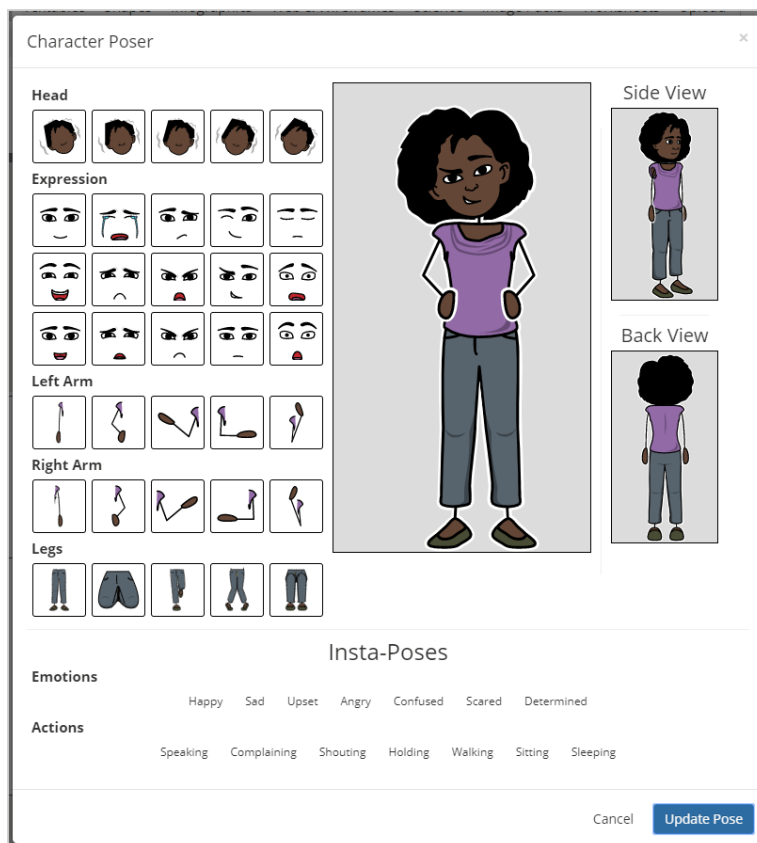 Character Poser
×
Head
Side View
Expression
Back View
Left Arm
Right Arm
Legs
Insta-Poses
Emotions
Happy Sad Upset Angry Confused Scared Determined
Actions
Speaking Complaining Shouting Holding Walking Sitting Sleeping
Cancel Update Pose